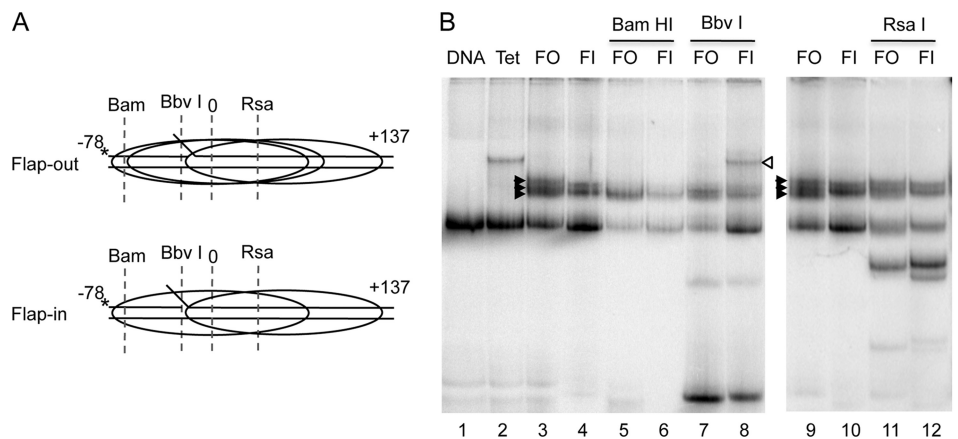 A
Bam
Bbv I
0
Rsa
-78
*
+137
Flap-out
Bam
Bbv I
0
Rsa
-78
*
+137
Flap-in
B
Bam HI
Bbv I
Rsa I
DNA Tet FO FI FO FI FO FI FO FI FO FI
1 2 3 4 5 6 7 8 9 10 11 12